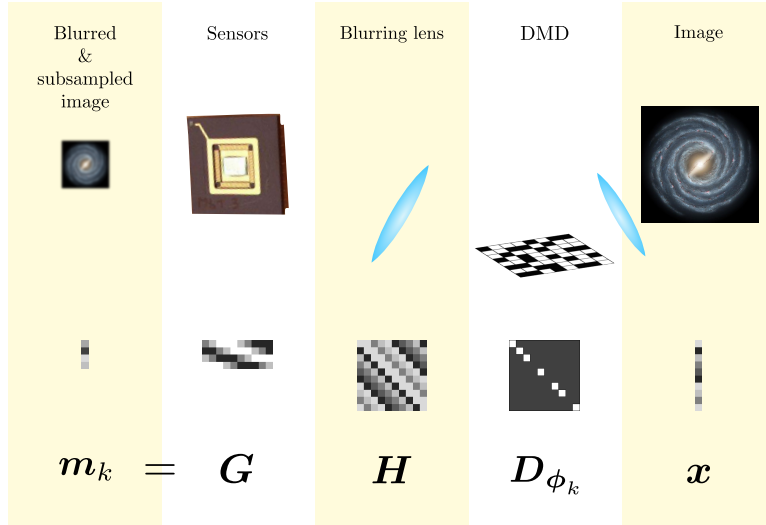 Blurred
&
subsampled
image
Sensors
Blurring lens
DMD
Image
m_k = G H D_{ϕ_k} x